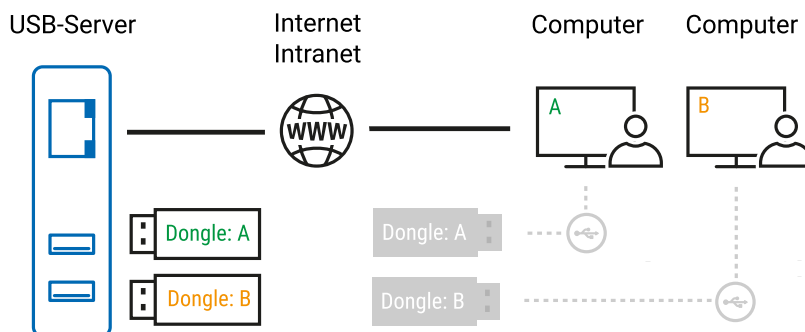 USB-Server
Internet
Intranet
Computer
Computer
WWW
A
B
Dongle: A
Dongle: A
Dongle: B
Dongle: B